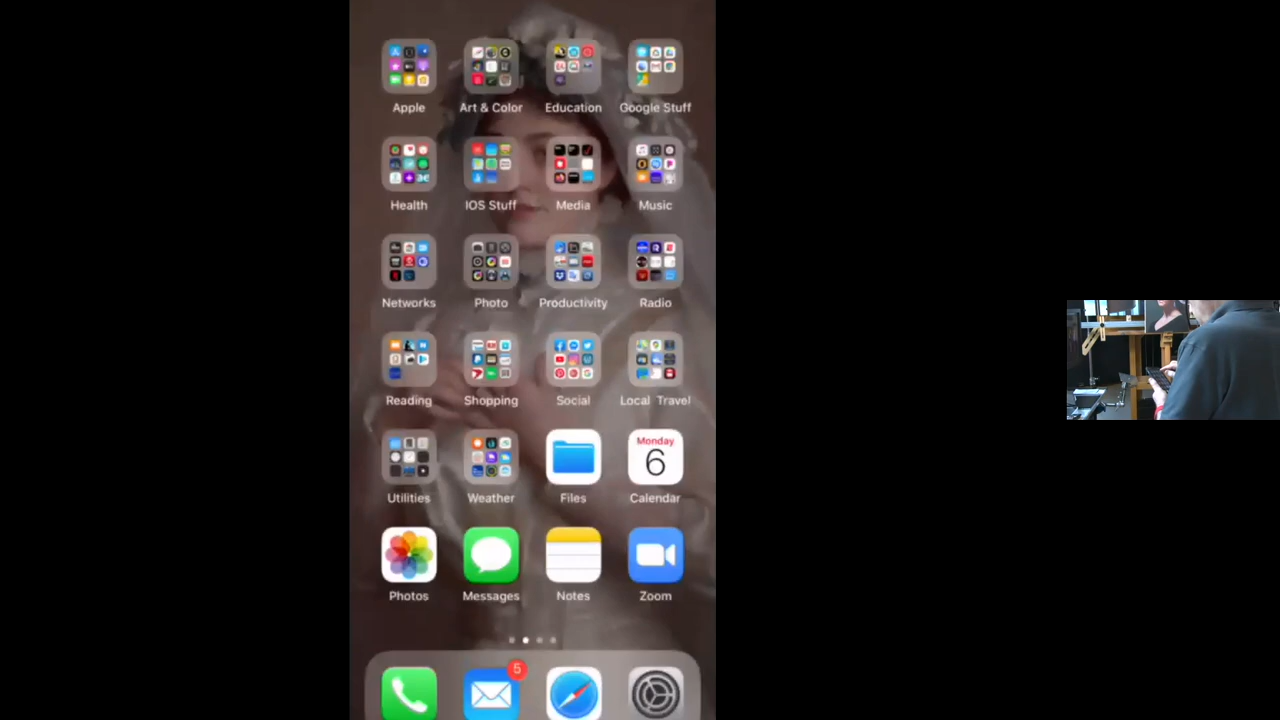 Apple Art & Color Education Google Stuff
Health IOS Stuff Media Music
Networks Photo Productivity Radio
Reading Shopping Social Local Travel
Monday
6
Utilities Weather Files Calendar
Photos Messages Notes Zoom
5